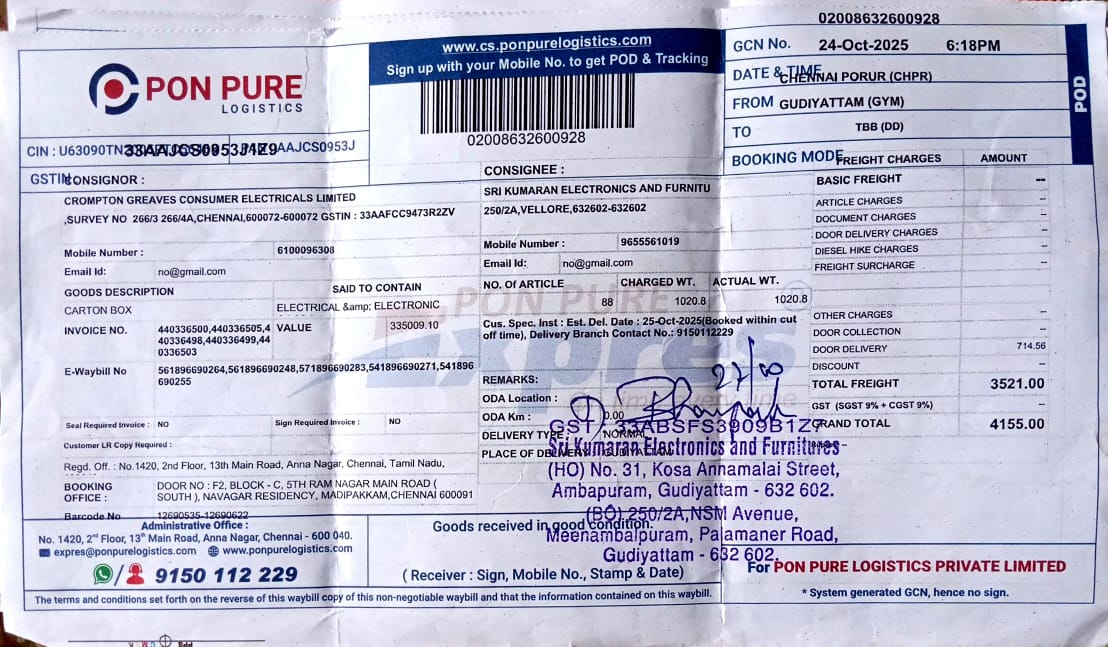 02008632600928
PON PURE
LOGISTICS
www.cs.ponpurelogistics.com
Sign up with your Mobile No. to get POD & Tracking
02008632600928
GCN No. 24-Oct-2025 6:18PM
DATE & TIME CHENNAI PORUR (CHPR)
FROM GUDIYATTAM (GYM)
TO TBB (DD)
BOOKING MODE
POD
CIN : U63090TN 33AAJCS0953J1Z9 AAJCS0953J
GSTIN
CONSIGNOR :
CROMPTON GREAVES CONSUMER ELECTRICALS LIMITED
,SURVEY NO 266/3 266/4A,CHENNAI,600072-600072 GSTIN : 33AAFCC9473R2ZV
Mobile Number : 6100096308
Email Id: no@gmail.com
GOODS DESCRIPTION SAID TO CONTAIN
CARTON BOX ELECTRICAL &amp; ELECTRONIC
INVOICE NO. 440336500,440336505,4 VALUE 335009.10
40336498,440336499,44
0336503
E-Waybill No 561896690264,561896690248,571896690283,541896690271,541896
690255
Seal Required Invoice : NO Sign Required Invoice : NO
Customer LR Copy Required :
Regd. Off. : No.1420, 2nd Floor, 13th Main Road, Anna Nagar, Chennai, Tamil Nadu,
BOOKING OFFICE : DOOR NO : F2, BLOCK - C, 5TH RAM NAGAR MAIN ROAD (
SOUTH ), NAVAGAR RESIDENCY, MADIPAKKAM,CHENNAI 600091
Barcode No 12690535-12690622
CONSIGNEE :
SRI KUMARAN ELECTRONICS AND FURNITU
250/2A,VELLORE,632602-632602
Mobile Number : 9655561019
Email Id: no@gmail.com
NO. OF ARTICLE CHARGED WT. ACTUAL WT.
88 1020.8 1020.8
PON PURE
Expres
Cus. Spec. Inst : Est. Del. Date : 25-Oct-2025(Booked within cut
off time), Delivery Branch Contact No.: 9150112229
REMARKS:
ODA Location :
ODA Km : 0.00
DELIVERY TYPE : NORMAL
PLACE OF DELIVERY GUDIYATTAM
FREIGHT CHARGES AMOUNT
BASIC FREIGHT --
ARTICLE CHARGES --
DOCUMENT CHARGES --
DOOR DELIVERY CHARGES --
DIESEL HIKE CHARGES --
FREIGHT SURCHARGE --
OTHER CHARGES --
DOOR COLLECTION --
DOOR DELIVERY 714.56
DISCOUNT --
TOTAL FREIGHT 3521.00
GST (SGST 9% + CGST 9%) --
GRAND TOTAL 4155.00
GST : 33ABSFS3909B1Z7
Sri Kumaran Electronics and Furnitures
(HO) No. 31, Kosa Annamalai Street,
Ambapuram, Gudiyattam - 632 602.
(BO) 250/2A,NSM Avenue,
Meenambalpuram, Palamaner Road,
Gudiyattam - 632 602.
Administrative Office :
No. 1420, 2nd Floor, 13th Main Road, Anna Nagar, Chennai - 600 040.
expres@ponpurelogistics.com www.ponpurelogistics.com
9150 112 229
Goods received in good condition.
( Receiver : Sign, Mobile No., Stamp & Date)
For PON PURE LOGISTICS PRIVATE LIMITED
* System generated GCN, hence no sign.
The terms and conditions set forth on the reverse of this waybill copy of this non-negotiable waybill and that the information contained on this waybill.